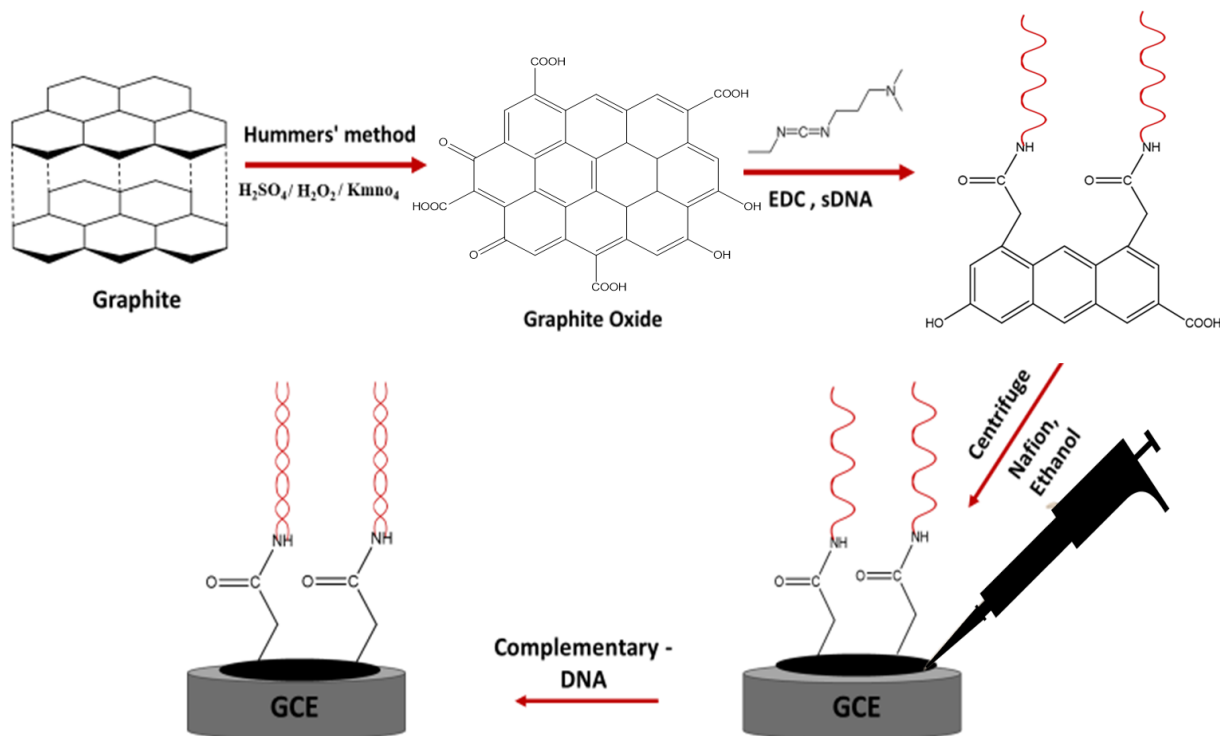 COOH
COOH
Hummers' method
H₂SO₄/ H₂O₂ / Kmno₄
O
HOOC
O
OH
OH
COOH
Graphite
Graphite Oxide
N
N=C=N
EDC , sDNA
NH
NH
O
C
O
C
HO
COOH
Centrifuge
Nafion,
Ethanol
NH
NH
O
C
O
C
GCE
Complementary -
DNA
NH
NH
O
C
O
C
GCE